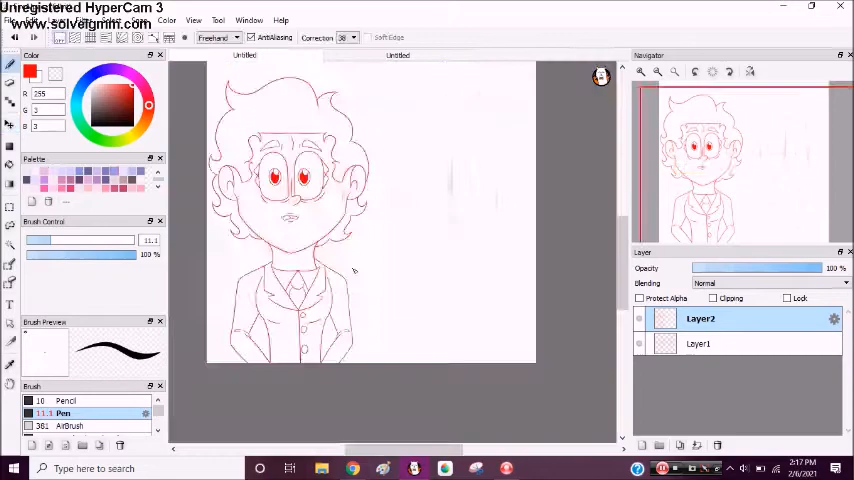 Unregistered HyperCam 3
www.solveigmm.com
View
Tool
Window
Help
Freehand
AntiAliasing
Correction
38
Soft Edge
Color
Untitled
Untitled
Navigator
R
255
G
3
B
3
Palette
Brush Control
11.1
100 %
Layer
Opacity
100 %
Blending
Normal
Protect Alpha
Clipping
Lock
Layer2
Layer1
Brush Preview
Brush
10 Pencil
11.1 Pen
381 AirBrush
Type here to search
2:17 PM
2/6/2021